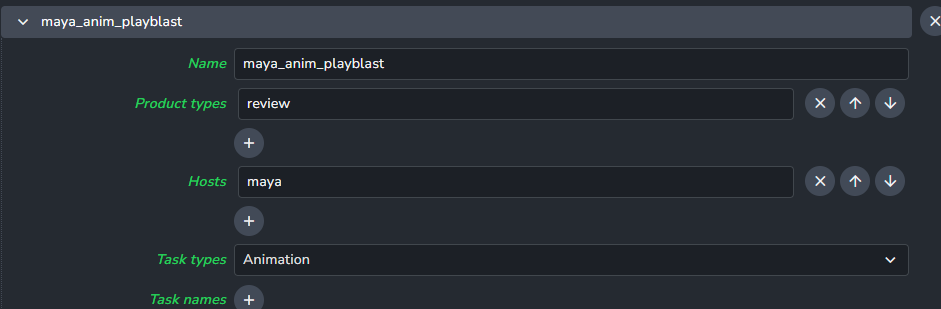 maya_anim_playblast
Name maya_anim_playblast
Product types review
Hosts maya
Task types Animation
Task names